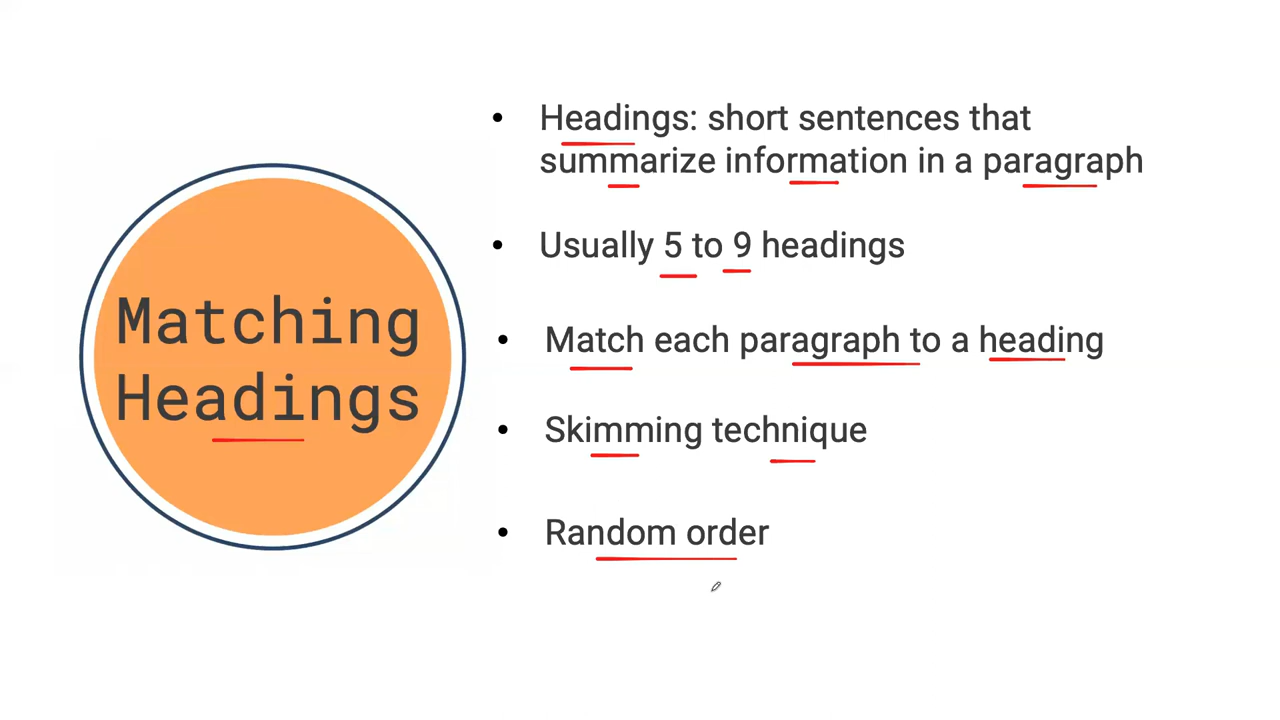 Matching
Headings
• Headings: short sentences that
summarize information in a paragraph
• Usually 5 to 9 headings
• Match each paragraph to a heading
• Skimming technique
• Random order